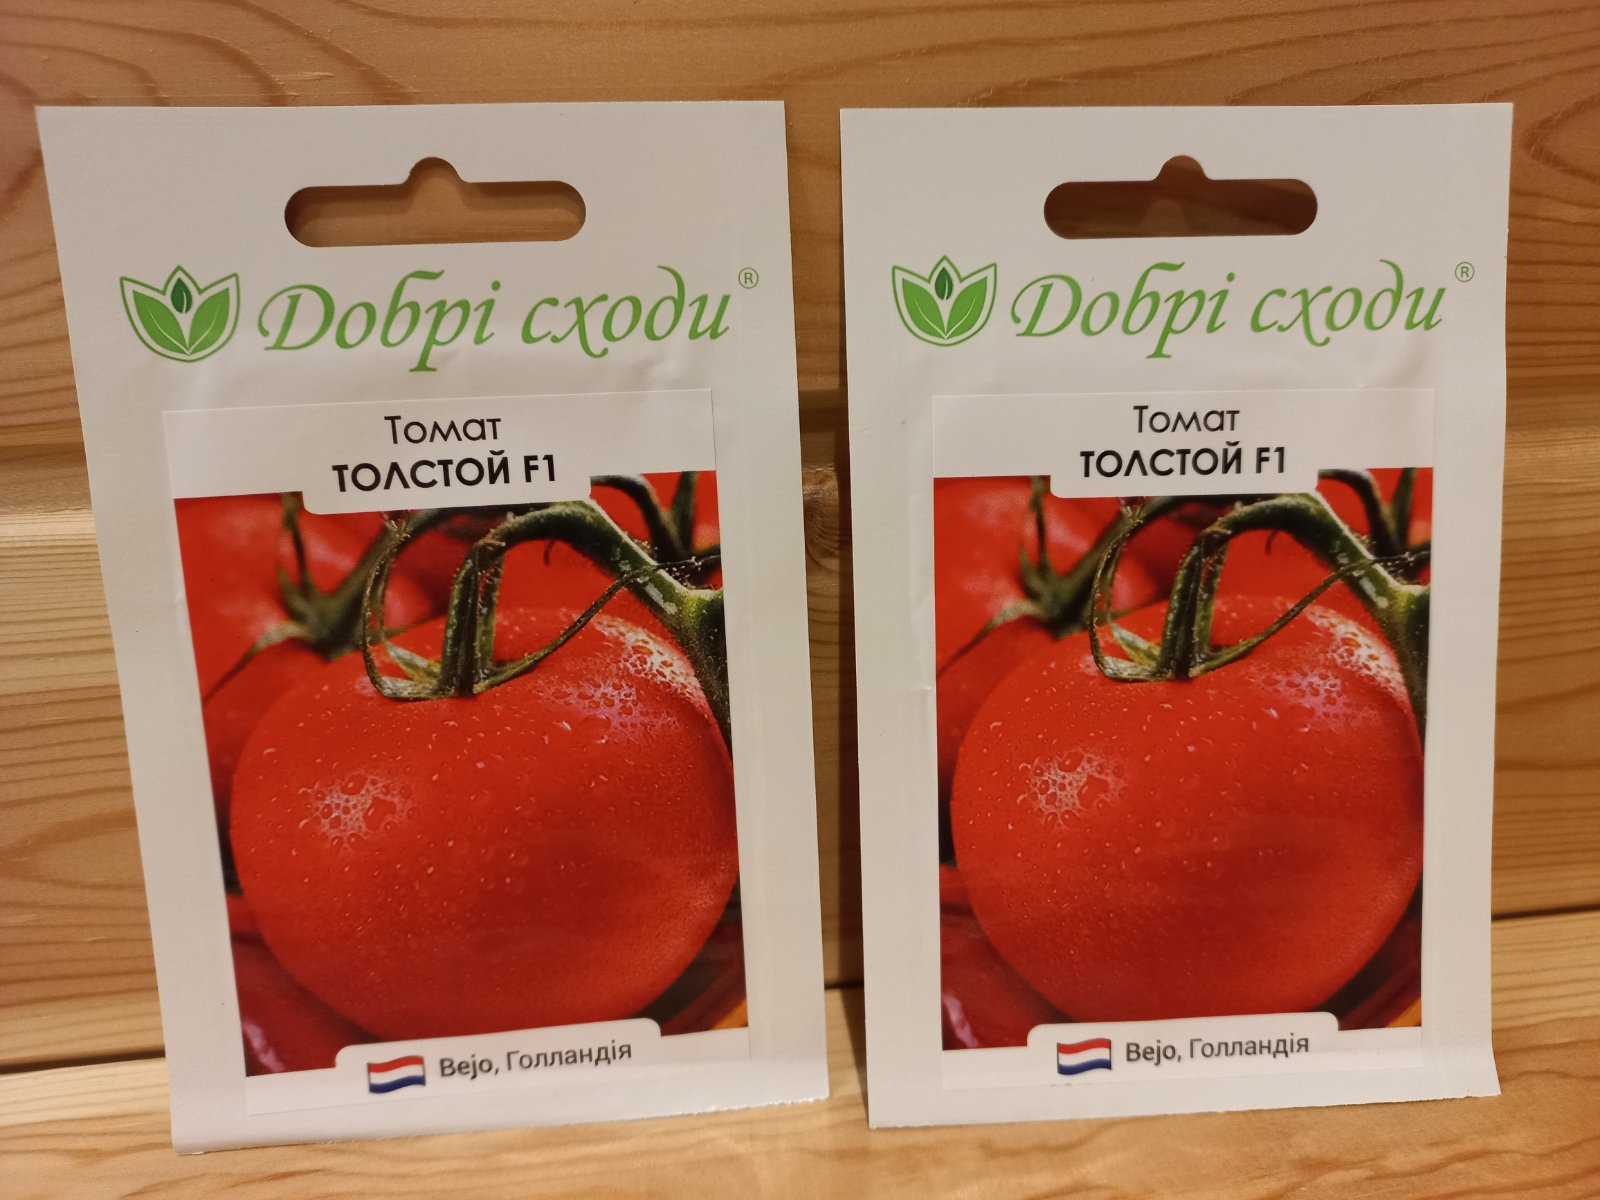 Добрі сходи®
Томат
ТОЛСТОЙ F1
Bejo, Голландія
Добрі сходи®
Томат
ТОЛСТОЙ F1
Bejo, Голландія